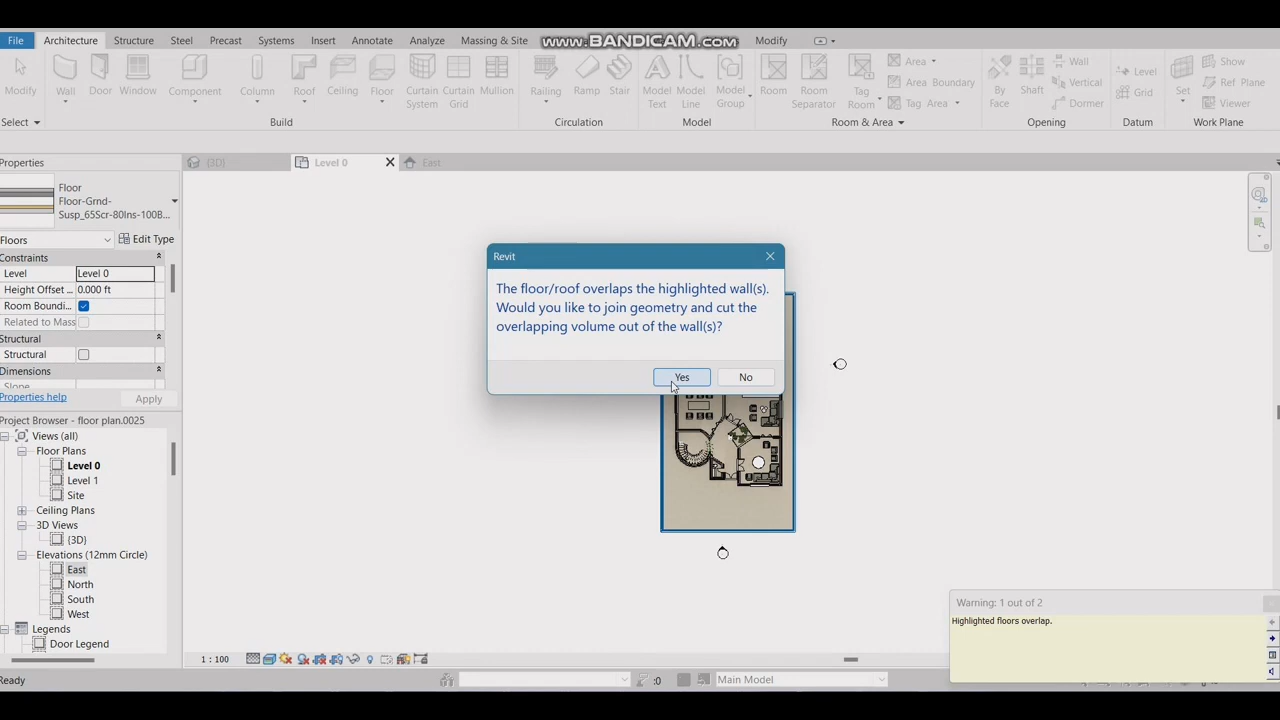 File Architecture Structure Steel Precast Systems Insert Annotate Analyze Massing & Site www.BANDICAM.com Modify
Modify Wall Door Window Component Column Roof Ceiling Floor Curtain System Curtain Grid Mullion Railing Ramp Stair Model Text Model Line Model Group Room Room Separator Tag Room Area Area Boundary Tag Area By Face Shaft Wall Vertical Dormer Level Grid Set Show Ref Plane Viewer
Select Build Circulation Model Room & Area Opening Datum Work Plane
Properties
{3D} Level 0 East
Floor
Floor-Grnd-
Susp_65Scr-80Ins-100B...
Floors Edit Type
Constraints
Level Level 0
Height Offset ... 0.000 ft
Room Boundi...
Related to Mass
Structural
Structural
Dimensions
Slope
Properties help Apply
Revit
The floor/roof overlaps the highlighted wall(s).
Would you like to join geometry and cut the
overlapping volume out of the wall(s)?
Yes No
Project Browser - floor plan.0025
Views (all)
Floor Plans
Level 0
Level 1
Site
Ceiling Plans
3D Views
{3D}
Elevations (12mm Circle)
East
North
South
West
Legends
Door Legend
1 : 100
Warning: 1 out of 2
Highlighted floors overlap.
Ready :0 Main Model